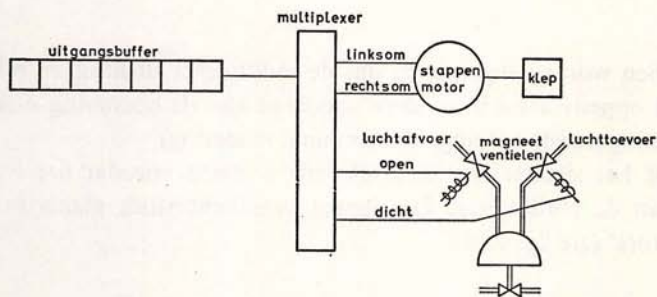 multiplexer
uitgangsbuffer
linksom
rechtsom
stappen
motor
klep
luchtafvoer
magneet
ventielen
luchttoevoer
open
dicht